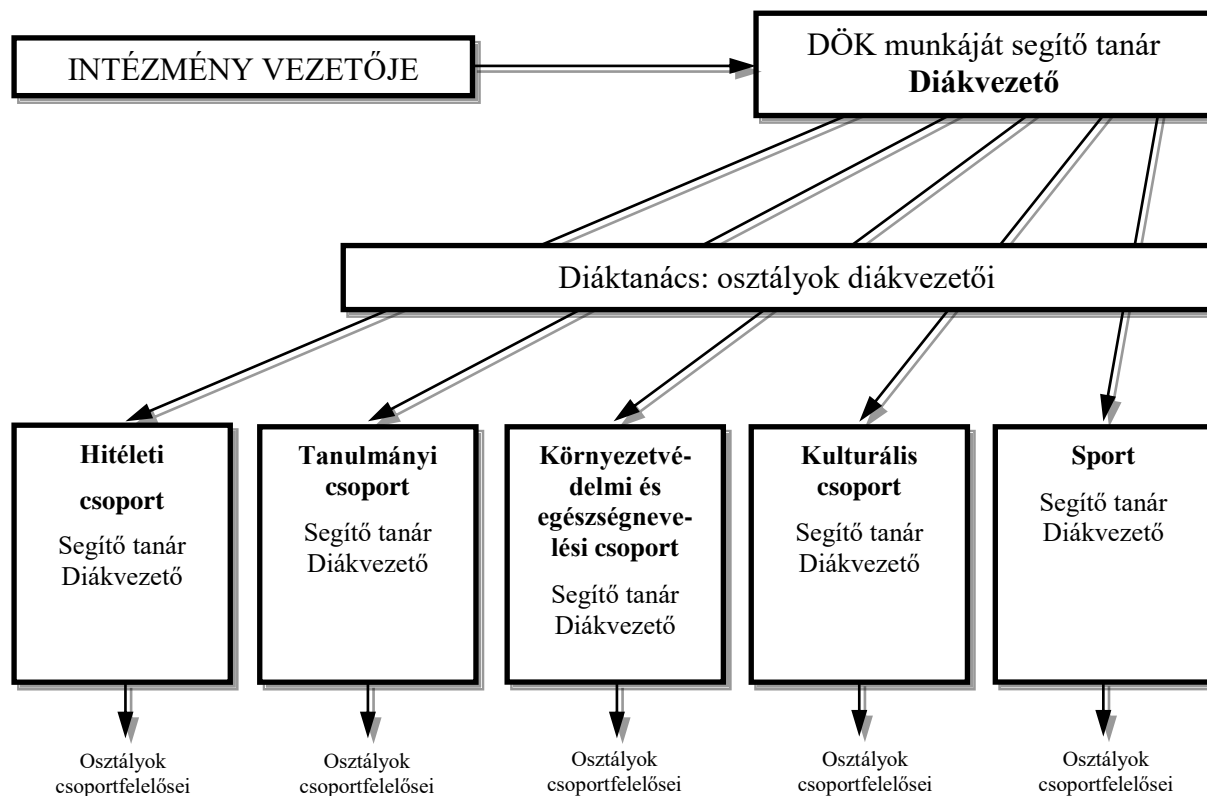 INTÉZMÉNY VEZETŐJE
DÖK munkáját segítő tanár
Diákvezető
Diáktanács: osztályok diákvezetői
Hitéleti
csoport
Segítő tanár
Diákvezető
Tanulmányi
csoport
Segítő tanár
Diákvezető
Környezetvé-
delmi és
egészségneve-
lési csoport
Segítő tanár
Diákvezető
Kulturális
csoport
Segítő tanár
Diákvezető
Sport
Segítő tanár
Diákvezető
Osztályok
csoportfelelősei
Osztályok
csoportfelelősei
Osztályok
csoportfelelősei
Osztályok
csoportfelelősei
Osztályok
csoportfelelősei